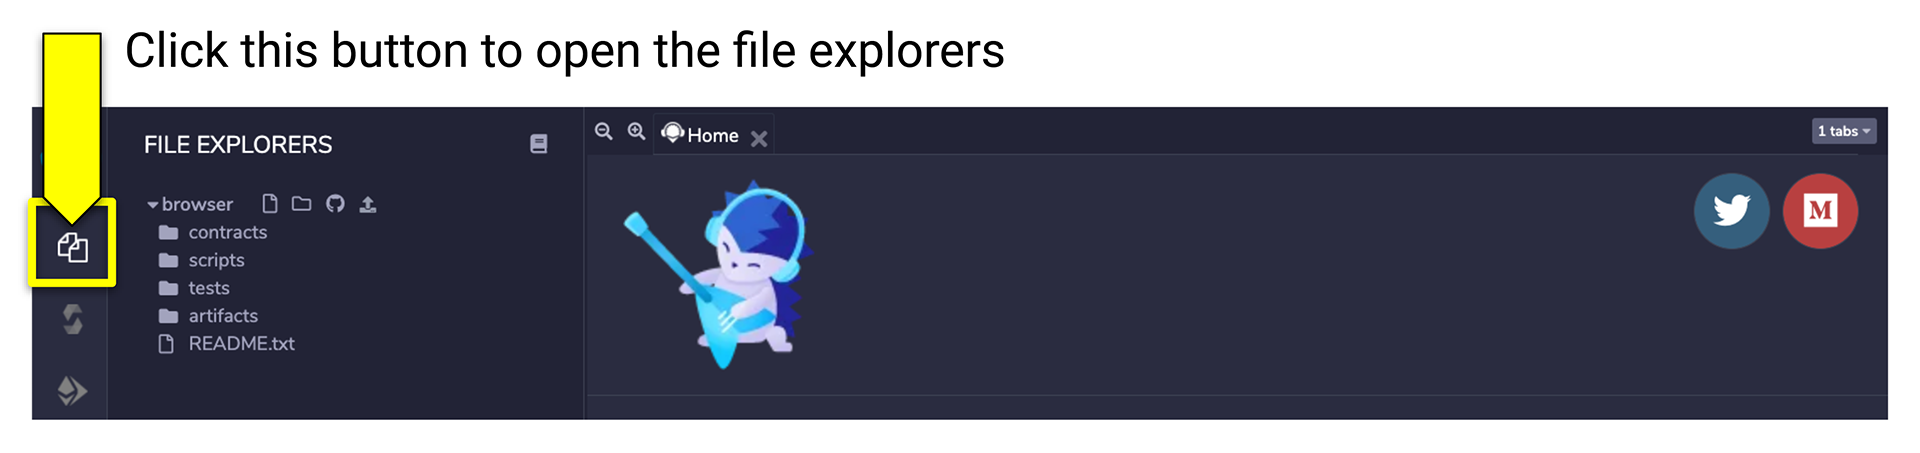 Click this button to open the file explorers
FILE EXPLORERS
Home
1 tabs
browser
contracts
scripts
tests
artifacts
README.txt
M